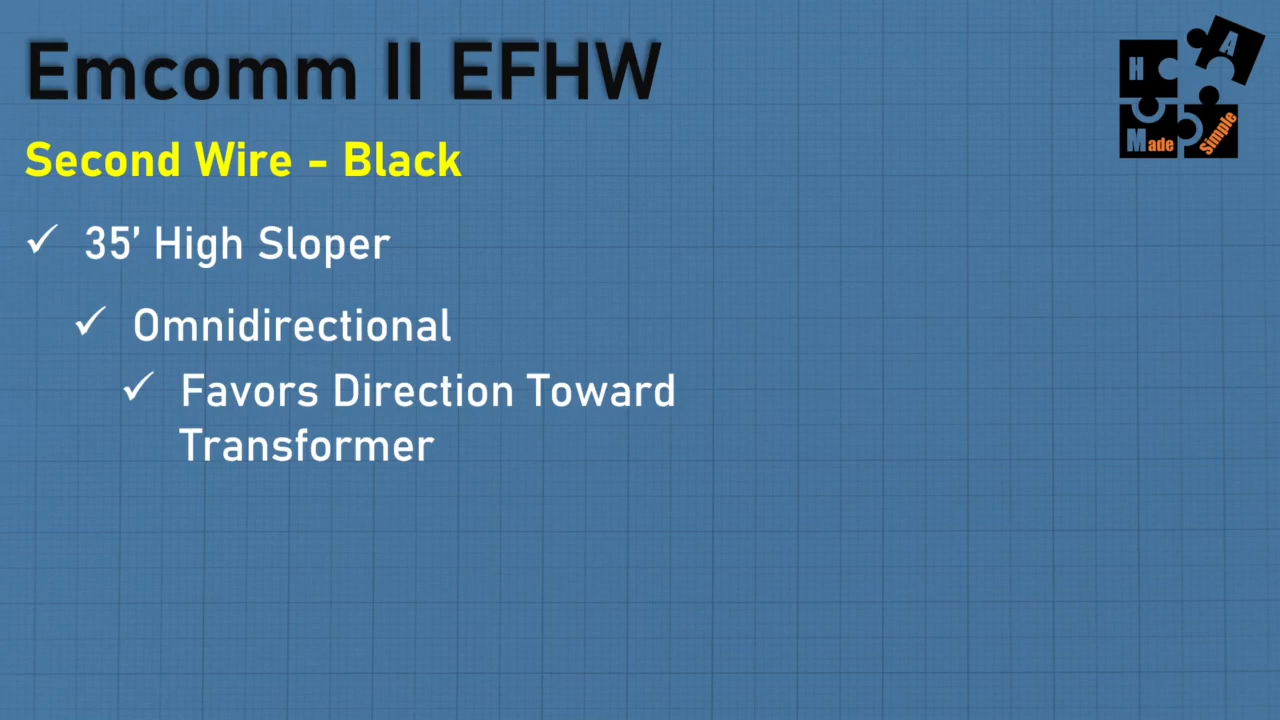 Emcomm II EFHW
H A
Made Simple
Second Wire - Black
✓ 35’ High Sloper
✓ Omnidirectional
✓ Favors Direction Toward
Transformer